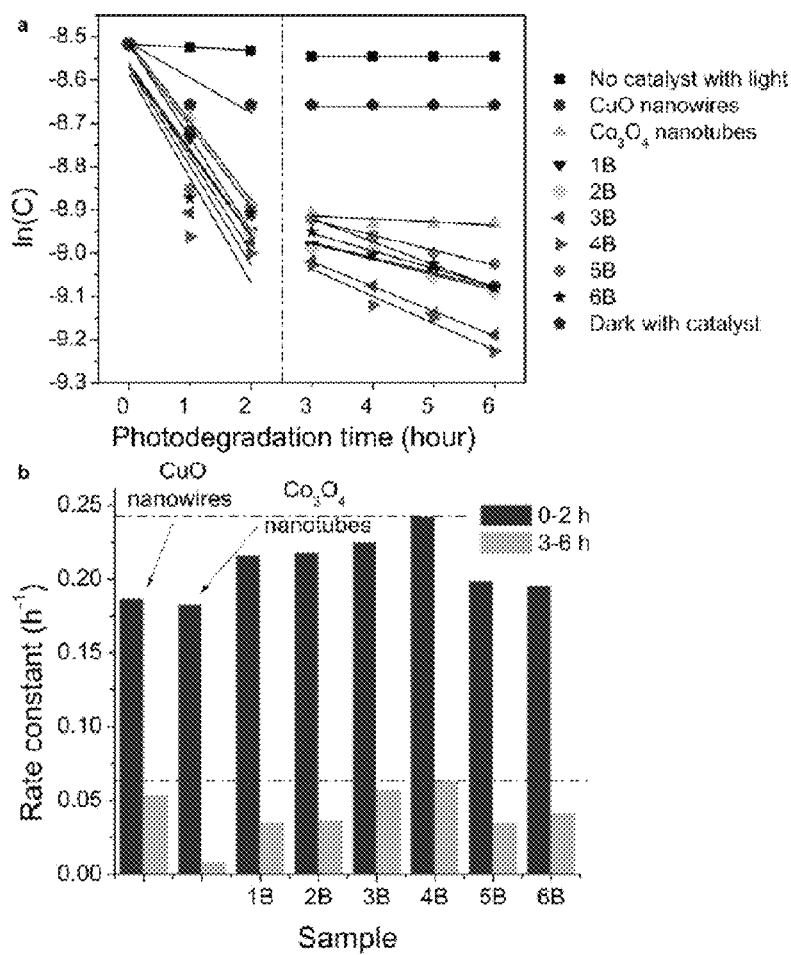 a
-8.5
-8.6
-8.7
-8.8
-8.9
-9.0
-9.1
-9.2
-9.3
ln(C)
0 1 2 3 4 5 6
Photodegradation time (hour)
No catalyst with light
CuO nanowires
Co₃O₄ nanotubes
1B
2B
3B
4B
5B
6B
Dark with catalyst
b
CuO
nanowires
Co₃O₄
nanotubes
0-2 h
3-6 h
0.25
0.20
0.15
0.10
0.05
0.00
Rate constant (h⁻¹)
1B 2B 3B 4B 5B 6B
Sample